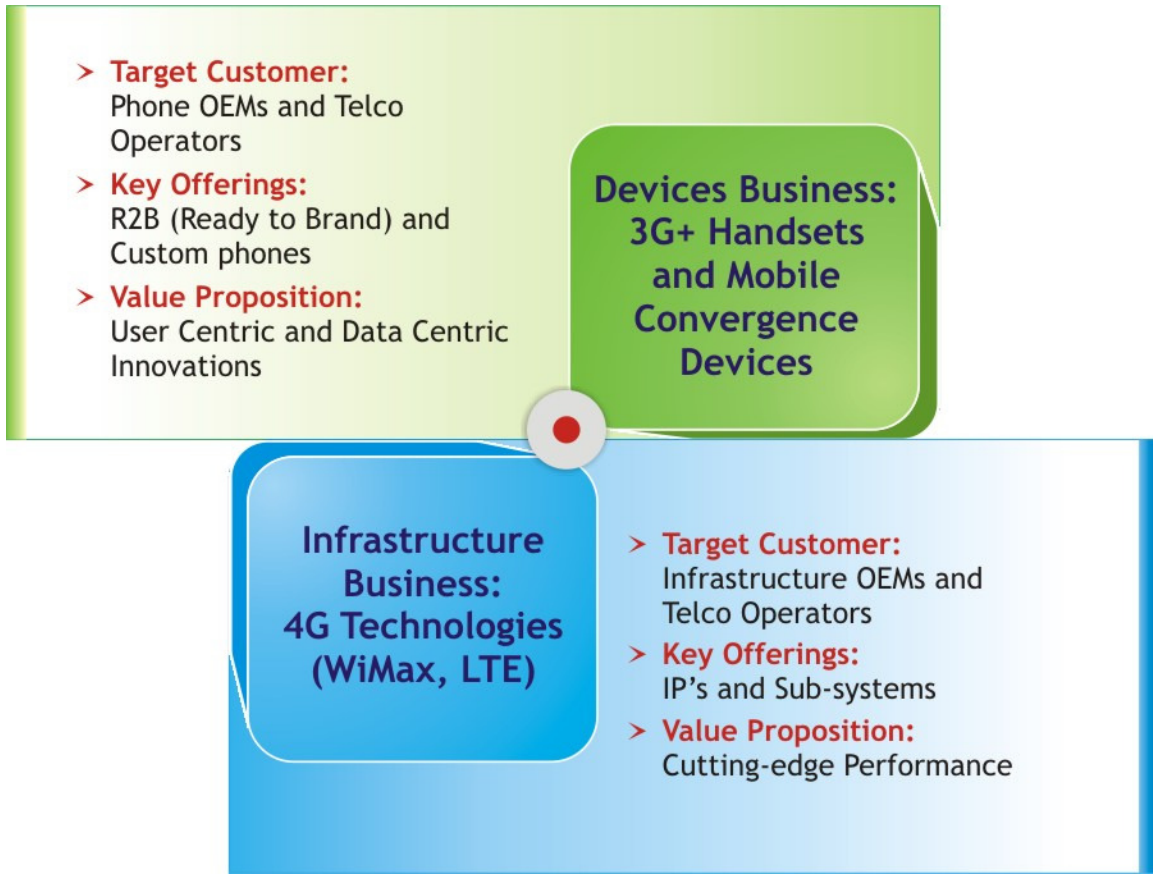 Target Customer:
Phone OEMs and Telco
Operators
Key Offerings:
R2B (Ready to Brand) and
Custom phones
Value Proposition:
User Centric and Data Centric
Innovations
Devices Business:
3G+ Handsets
and Mobile
Convergence
Devices
Infrastructure
Business:
4G Technologies
(WiMax, LTE)
Target Customer:
Infrastructure OEMs and
Telco Operators
Key Offerings:
IP’s and Sub-systems
Value Proposition:
Cutting-edge Performance